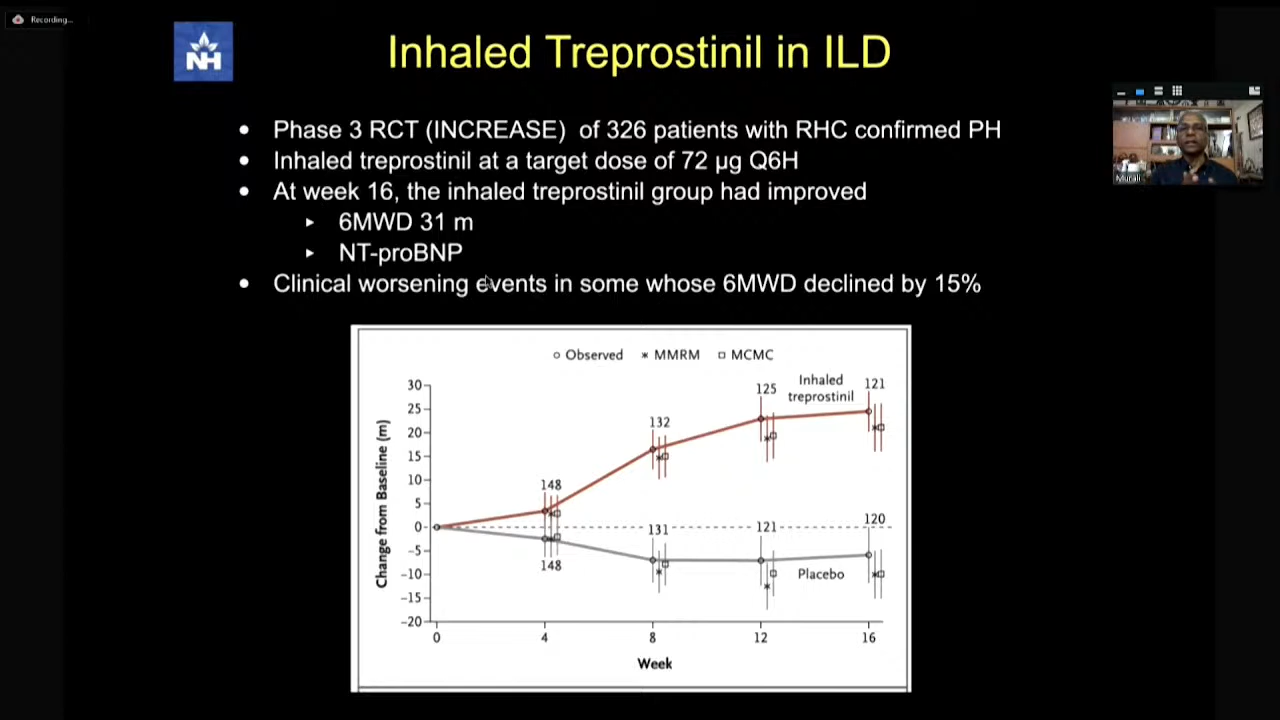 Recording...
NH
Inhaled Treprostinil in ILD
• Phase 3 RCT (INCREASE) of 326 patients with RHC confirmed PH
• Inhaled treprostinil at a target dose of 72 µg Q6H
• At week 16, the inhaled treprostinil group had improved
▸ 6MWD 31 m
▸ NT-proBNP
• Clinical worsening events in some whose 6MWD declined by 15%
Murali
Observed MMRM MCMC
Change from Baseline (m)
30
25
20
15
10
5
0
-5
-10
-15
-20
148
132
125
Inhaled
treprostinil
121
148
131
121
120
Placebo
0 4 8 12 16
Week